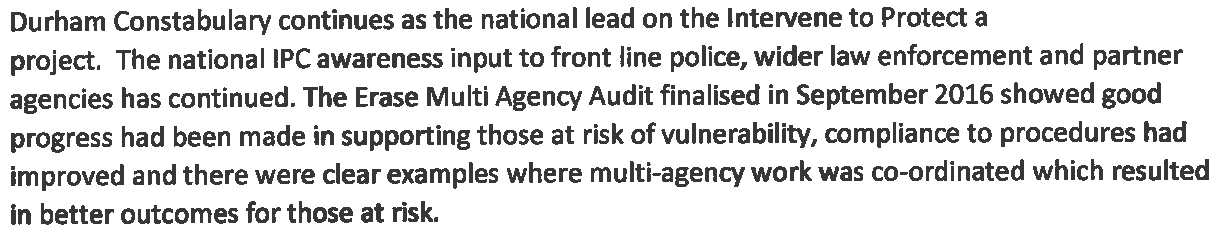 Durham Constabulary continues as the national lead on the Intervene to Protect a
project.  The national IPC awareness input to front line police, wider law enforcement and partner
agencies has continued. The Erase Multi Agency Audit finalised in September 2016 showed good
progress had been made in supporting those at risk of vulnerability, compliance to procedures had
improved and there were clear examples where multi-agency work was co-ordinated which resulted
in better outcomes for those at risk.